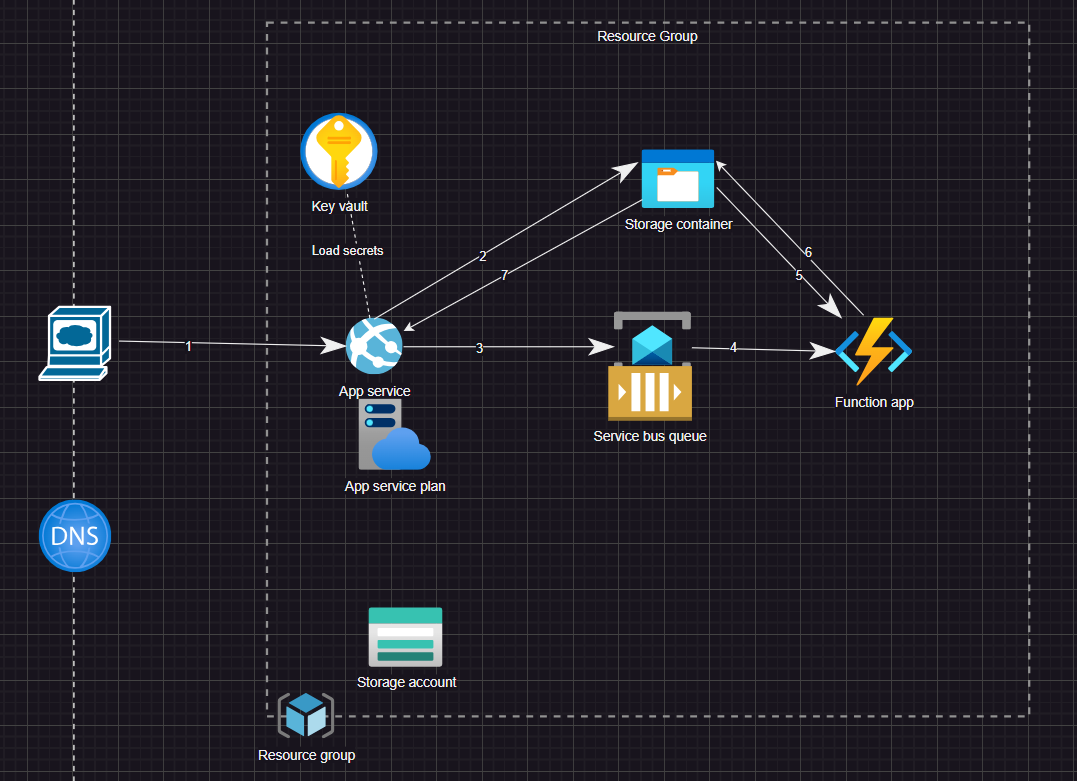 Resource Group
Key vault
Load secrets
Storage container
2
7
6
5
1
3
4
App service
Function app
Service bus queue
App service plan
DNS
Storage account
Resource group